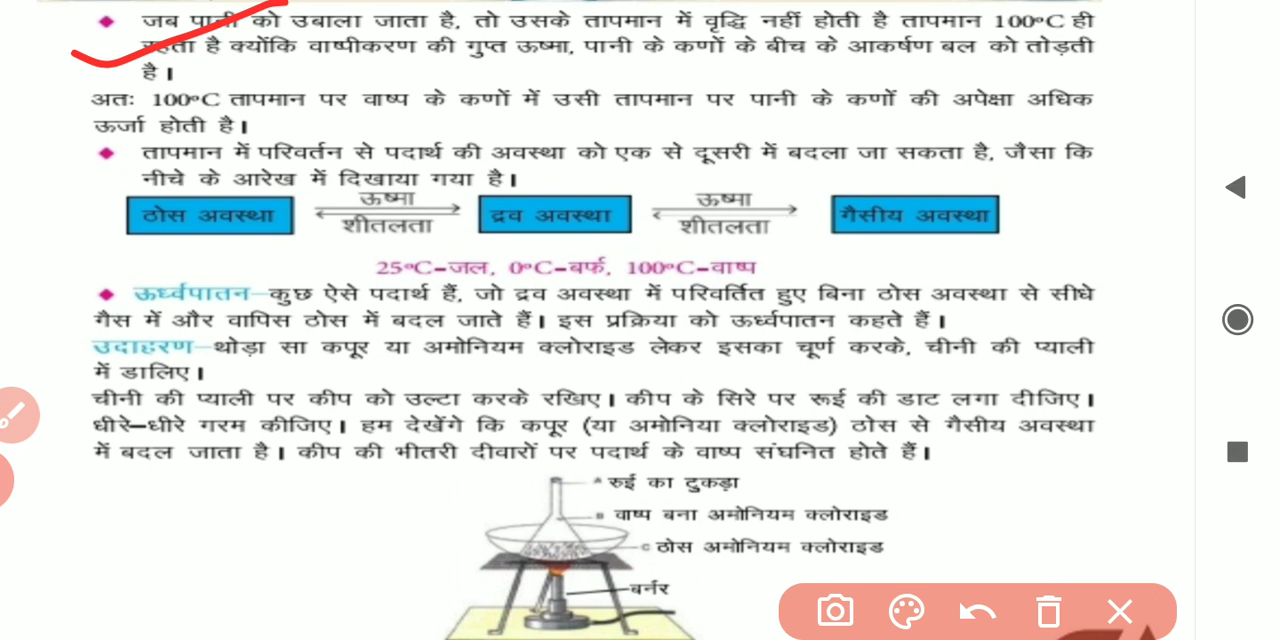 जब पानी को उबाला जाता है, तो उसके तापमान में वृद्धि नहीं होती है तापमान 100°C ही
रहता है क्योंकि वाष्पीकरण की गुप्त ऊष्मा, पानी के कणों के बीच के आकर्षण बल को तोड़ती
है।
अतः 100°C तापमान पर वाष्प के कणों में उसी तापमान पर पानी के कणों की अपेक्षा अधिक
ऊर्जा होती है।
तापमान में परिवर्तन से पदार्थ की अवस्था को एक से दूसरी में बदला जा सकता है, जैसा कि
नीचे के आरेख में दिखाया गया है।
ठोस अवस्था ऊष्मा शीतलता द्रव अवस्था ऊष्मा शीतलता गैसीय अवस्था
25°C–जल, 0°C–बर्फ, 100°C–वाष्प
ऊर्ध्वपातन–कुछ ऐसे पदार्थ हैं, जो द्रव अवस्था में परिवर्तित हुए बिना ठोस अवस्था से सीधे
गैस में और वापिस ठोस में बदल जाते हैं। इस प्रक्रिया को ऊर्ध्वपातन कहते हैं।
उदाहरण–थोड़ा सा कपूर या अमोनियम क्लोराइड लेकर इसका चूर्ण करके, चीनी की प्याली
में डालिए।
चीनी की प्याली पर कीप को उल्टा करके रखिए। कीप के सिरे पर रूई की डाट लगा दीजिए।
धीरे–धीरे गरम कीजिए। हम देखेंगे कि कपूर (या अमोनिया क्लोराइड) ठोस से गैसीय अवस्था
में बदल जाता है। कीप की भीतरी दीवारों पर पदार्थ के वाष्प संघनित होते हैं।
A रुई का टुकड़ा
B वाष्प बना अमोनियम क्लोराइड
C ठोस अमोनियम क्लोराइड
बर्नर